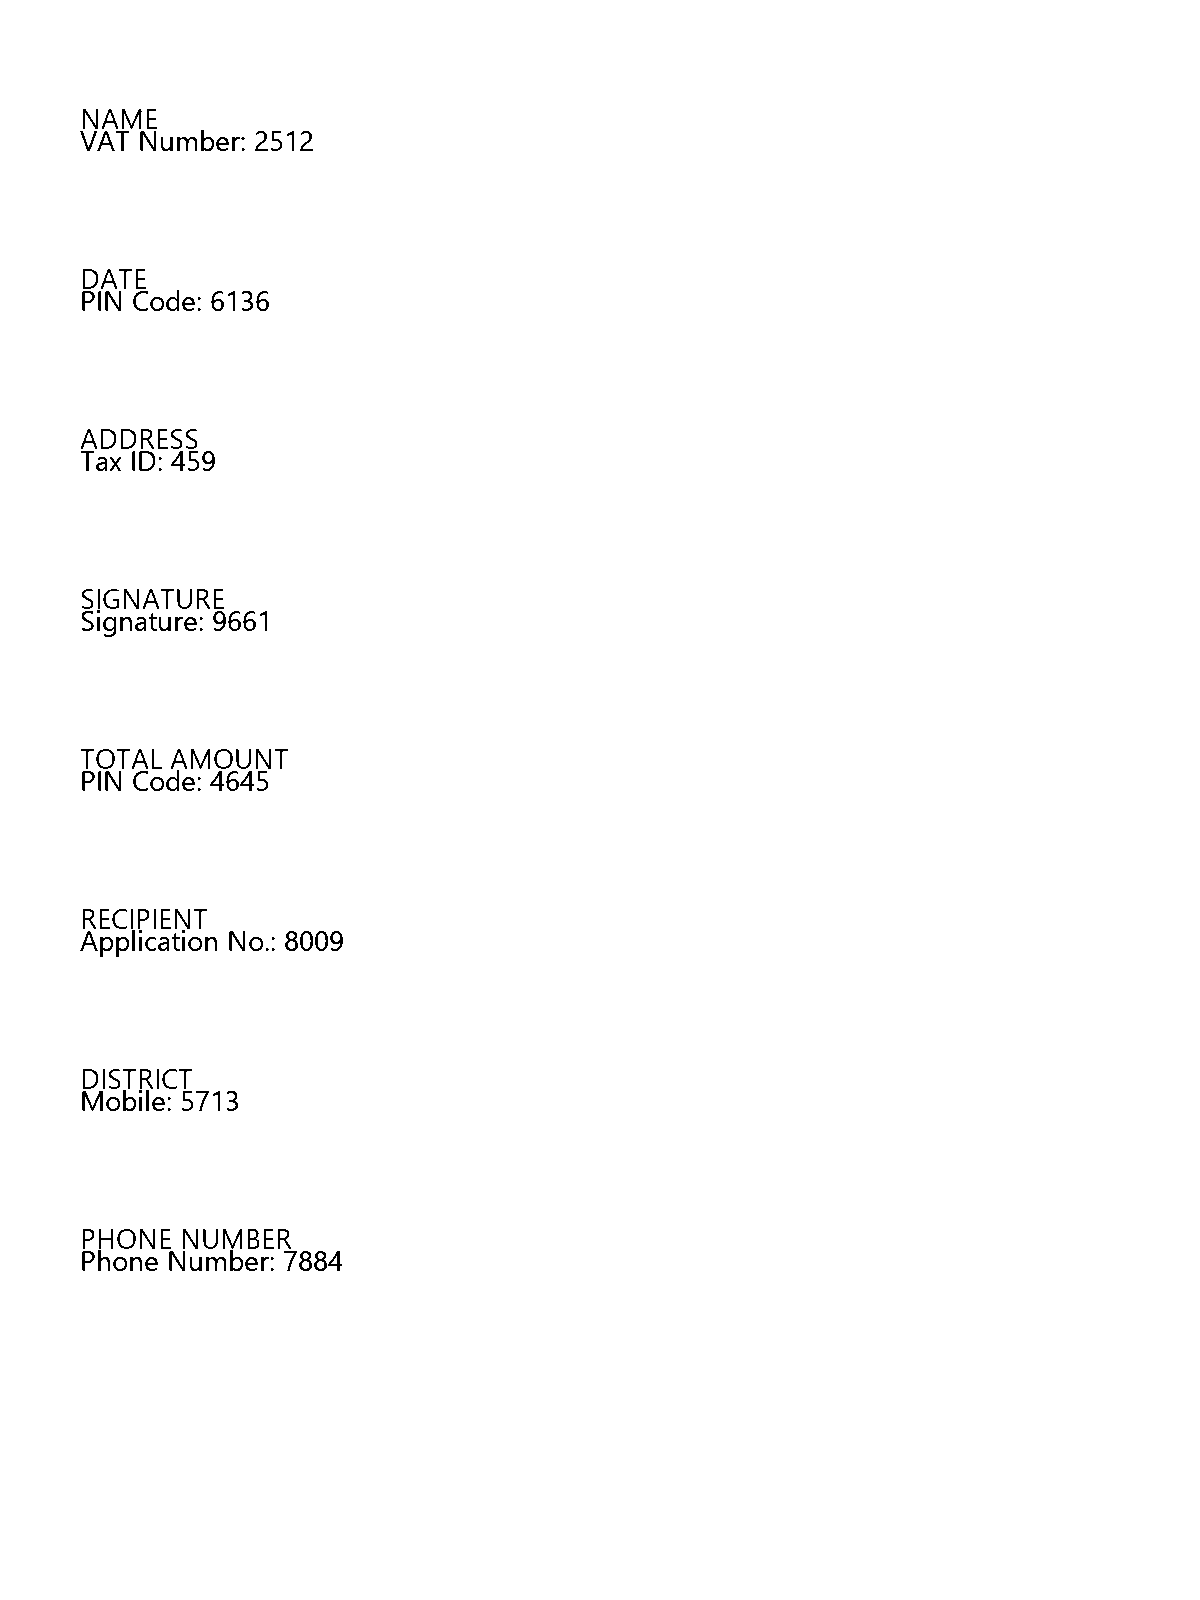 NAME
VAT Number: 2512
DATE
PIN Code: 6136
ADDRESS
Tax ID: 459
SIGNATURE
Signature: 9661
TOTAL AMOUNT
PIN Code: 4645
RECIPIENT
Application No.: 8009
DISTRICT
Mobile: 5713
PHONE NUMBER
Phone Number: 7884